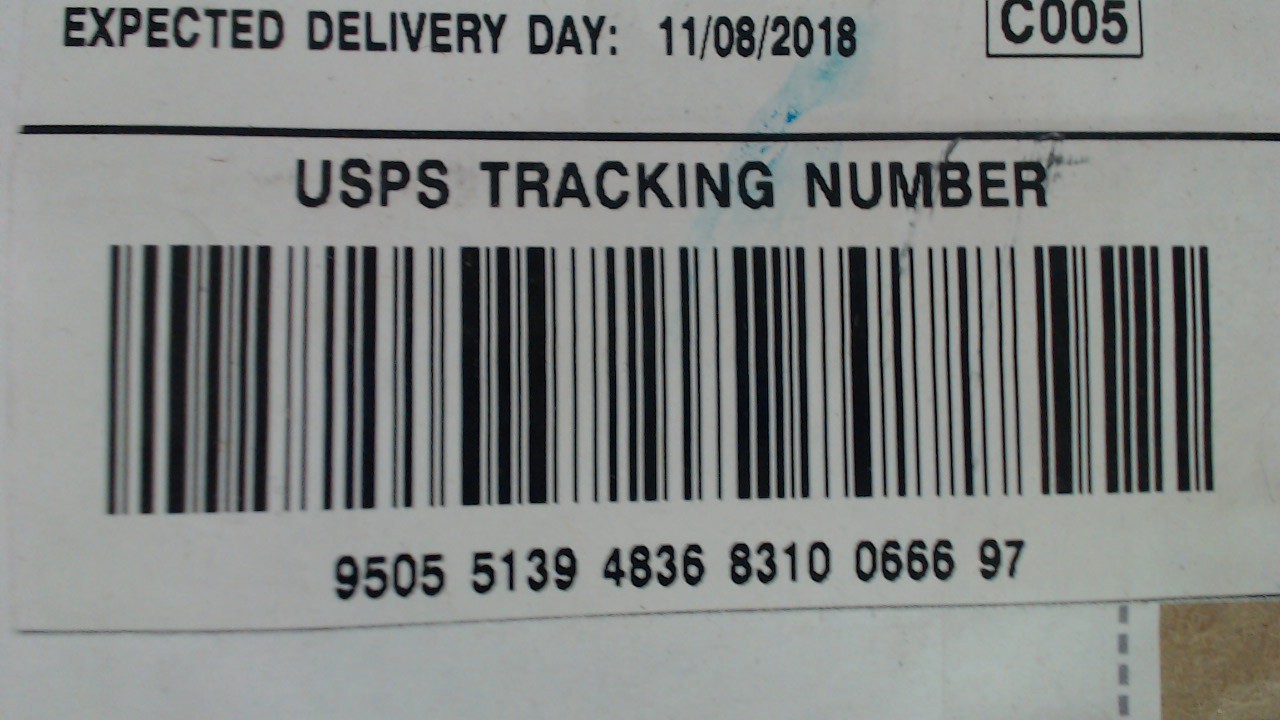 EXPECTED DELIVERY DAY: 11/08/2018
C005
USPS TRACKING NUMBER
9505 5139 4836 8310 0666 97